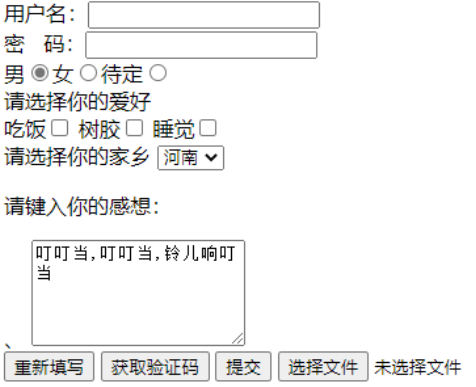 用户名：
密 码：
男 女 待定
请选择你的爱好
吃饭 树胶 睡觉
请选择你的家乡 河南
请键入你的感想：
叮叮当,叮叮当,铃儿响叮
当
、
重新填写 获取验证码 提交 选择文件 未选择文件